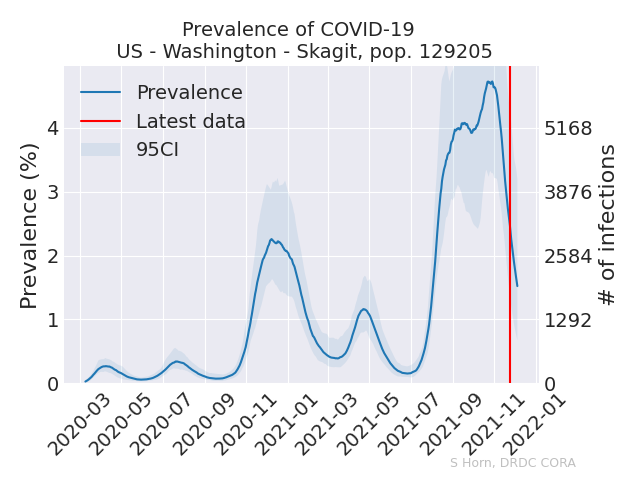 Prevalence of COVID-19
US - Washington - Skagit, pop. 129205
Prevalence
Latest data
95CI
Prevalence (%)
4
3
2
1
0
5168
3876
2584
1292
0
# of infections
2020-03
2020-05
2020-07
2020-09
2020-11
2021-01
2021-03
2021-05
2021-07
2021-09
2021-11
2022-01
S Horn, DRDC CORA